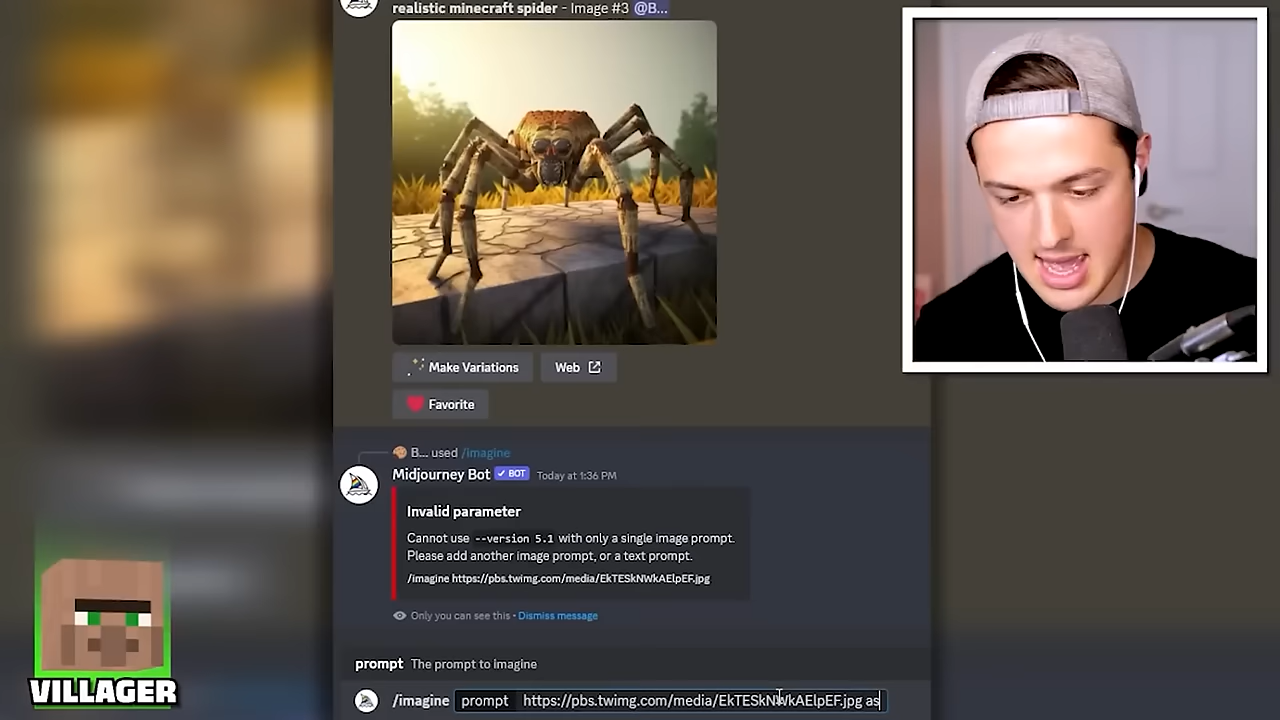 realistic minecraft spider - Image #3 @B...
Make Variations
Web
Favorite
B... used /imagine
Midjourney Bot ✓ BOT Today at 1:36 PM
Invalid parameter
Cannot use --version 5.1 with only a single image prompt.
Please add another image prompt, or a text prompt.
/imagine https://pbs.twimg.com/media/EkTESkNWkAElpEF.jpg
Only you can see this • Dismiss message
prompt The prompt to imagine
/imagine prompt https://pbs.twimg.com/media/EkTESkNWkAElpEF.jpg as
VILLAGER